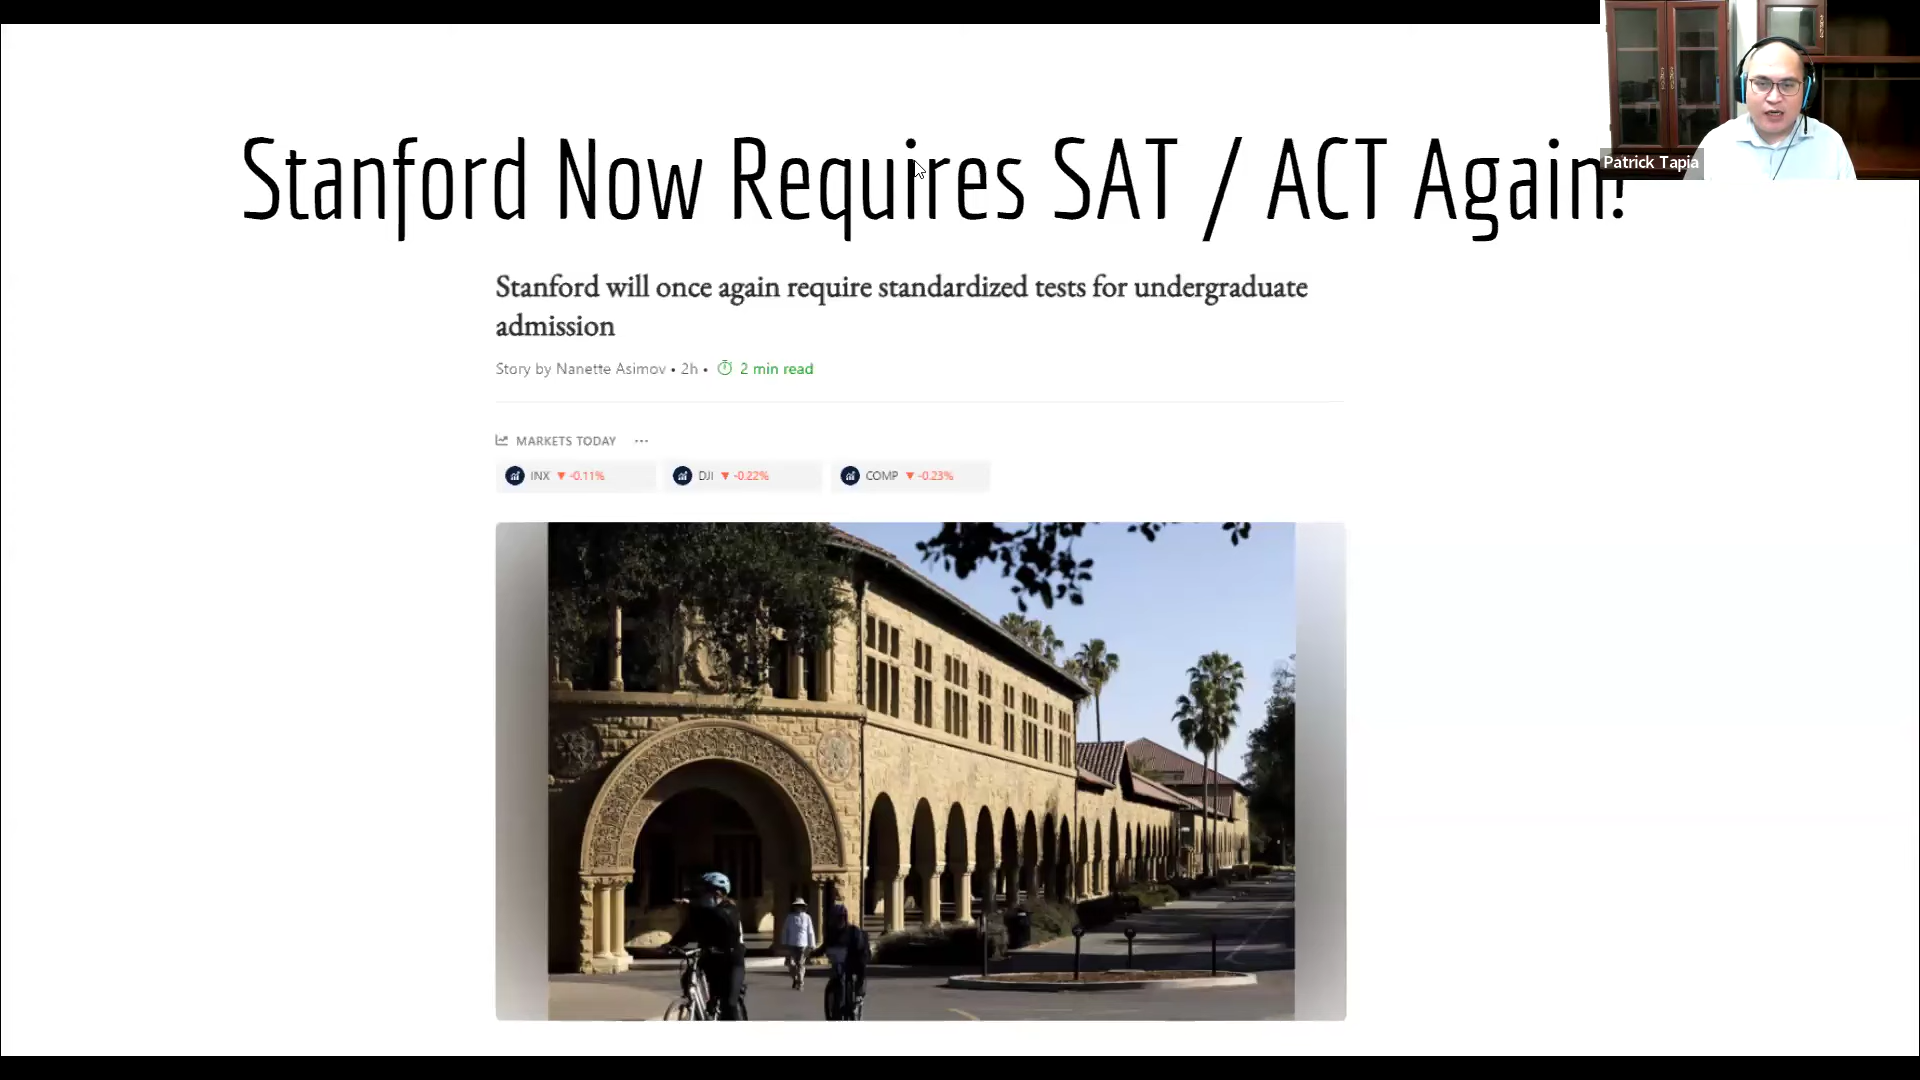 Stanford Now Requires SAT / ACT Again!
Patrick Tapia
Stanford will once again require standardized tests for undergraduate
admission
Story by Nanette Asimov • 2h • 2 min read
MARKETS TODAY ...
INX ▼ -0.11% DJI ▼ -0.22% COMP ▼ -0.23%